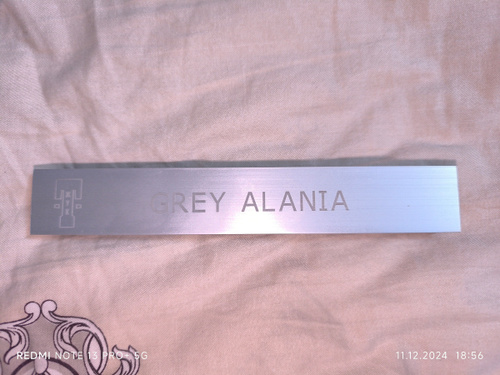 GREY ALANIA
REDMI NOTE 13 PRO+ 5G
11.12.2024 18:56